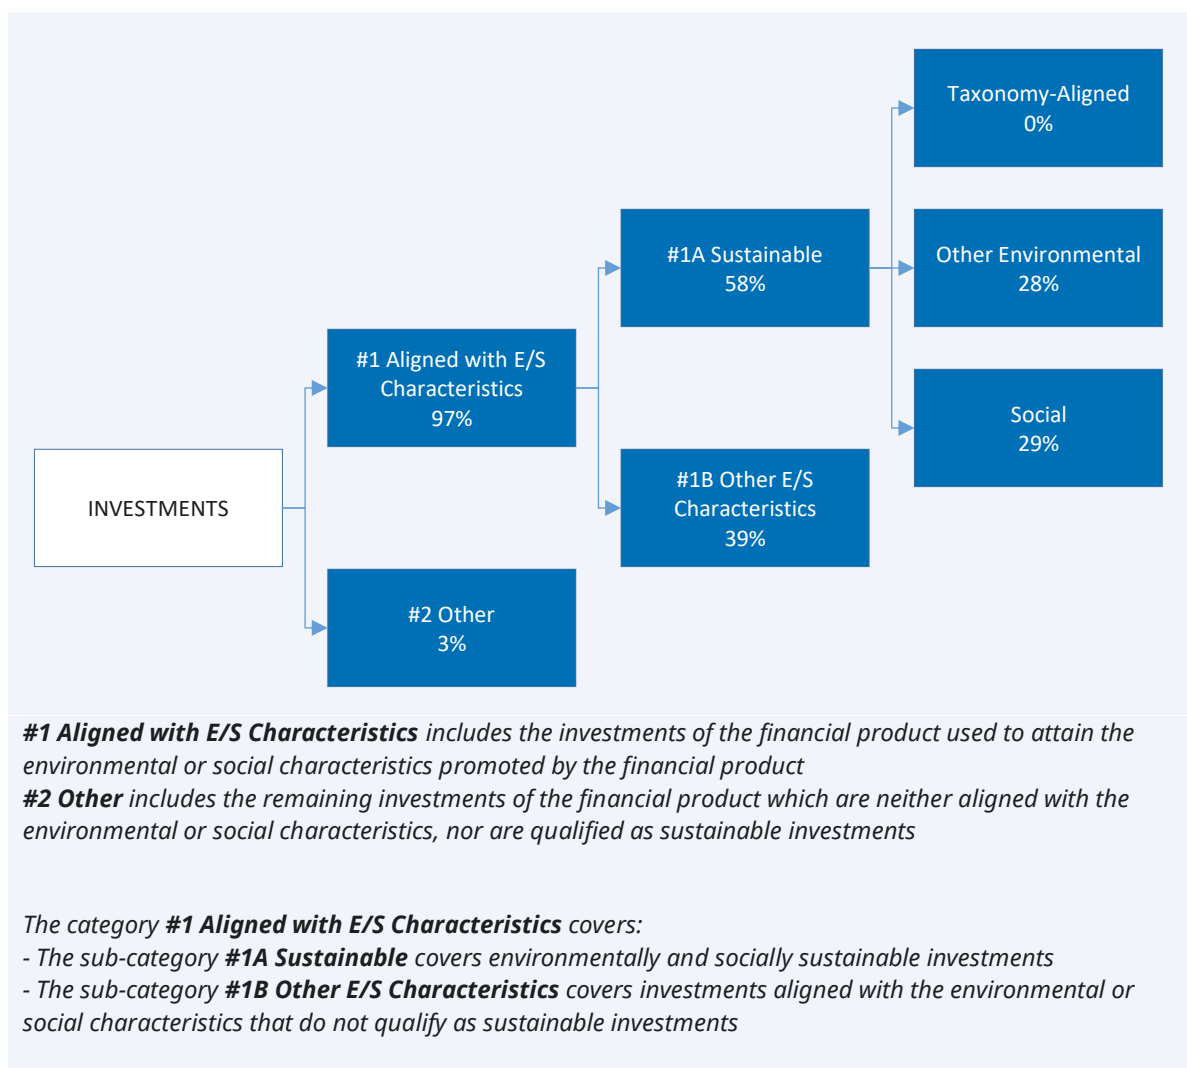 Taxonomy-Aligned
0%
#1A Sustainable
58%
Other Environmental
28%
#1 Aligned with E/S
Characteristics
97%
Social
29%
INVESTMENTS
#1B Other E/S
Characteristics
39%
#2 Other
3%
#1 Aligned with E/S Characteristics includes the investments of the financial product used to attain the
environmental or social characteristics promoted by the financial product
#2 Other includes the remaining investments of the financial product which are neither aligned with the
environmental or social characteristics, nor are qualified as sustainable investments
The category #1 Aligned with E/S Characteristics covers:
- The sub-category #1A Sustainable covers environmentally and socially sustainable investments
- The sub-category #1B Other E/S Characteristics covers investments aligned with the environmental or
social characteristics that do not qualify as sustainable investments